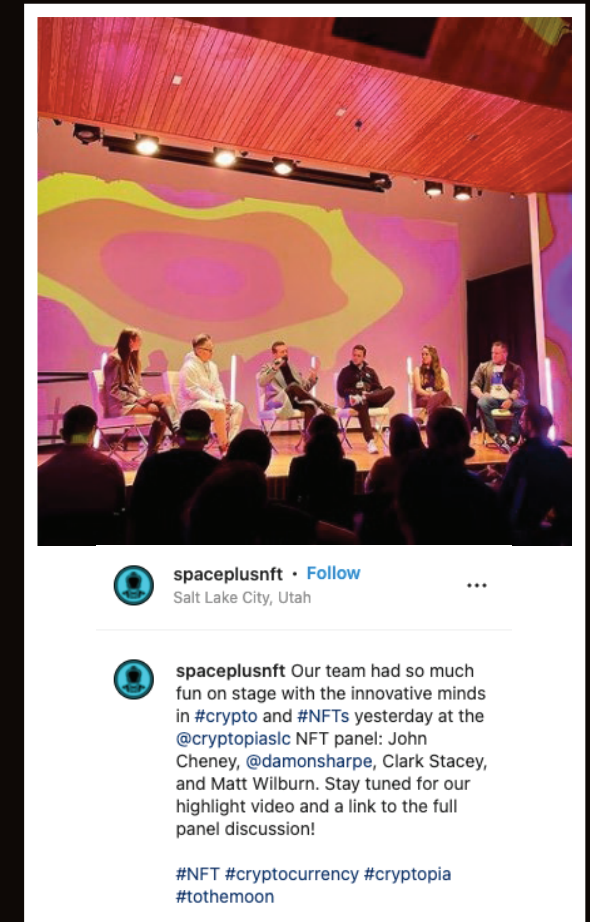 spaceplusnft • Follow
Salt Lake City, Utah
spaceplusnft Our team had so much
fun on stage with the innovative minds
in #crypto and #NFTs yesterday at the
@cryptopiaslc NFT panel: John
Cheney, @damonsharpe, Clark Stacey,
and Matt Wilburn. Stay tuned for our
highlight video and a link to the full
panel discussion!
#NFT #cryptocurrency #cryptopia
#tothemoon